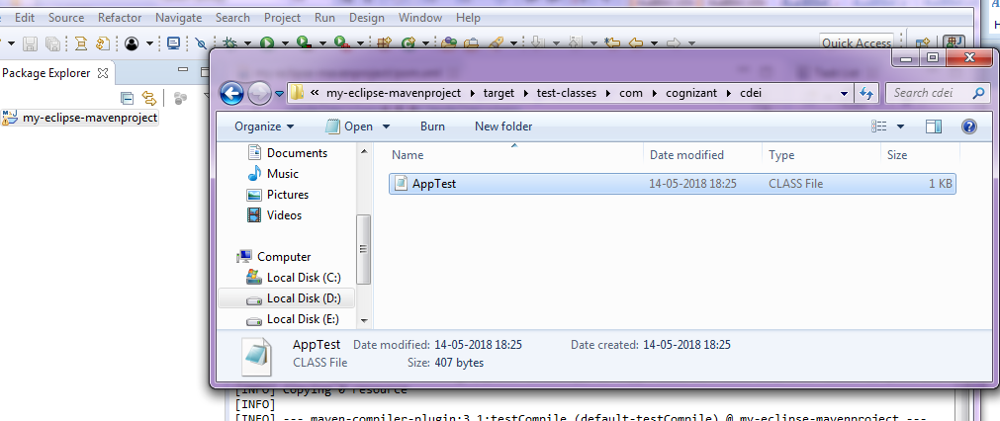 Edit Source Refactor Navigate Search Project Run Design Window Help
Quick Access
Package Explorer
my-eclipse-mavenproject
« my-eclipse-mavenproject target test-classes com cognizant cdei Search cdei
Organize Open Burn New folder
Documents
Music
Pictures
Videos
Computer
Local Disk (C:)
Local Disk (D:)
Local Disk (E:)
Name Date modified Type Size
AppTest 14-05-2018 18:25 CLASS File 1 KB
AppTest Date modified: 14-05-2018 18:25 Date created: 14-05-2018 18:25
CLASS File Size: 407 bytes
[INFO] Copying 0 resource
[INFO]
[INFO] --- maven-compiler-plugin:3.1:testCompile (default-testCompile) @ my-eclipse-mavenproject ---